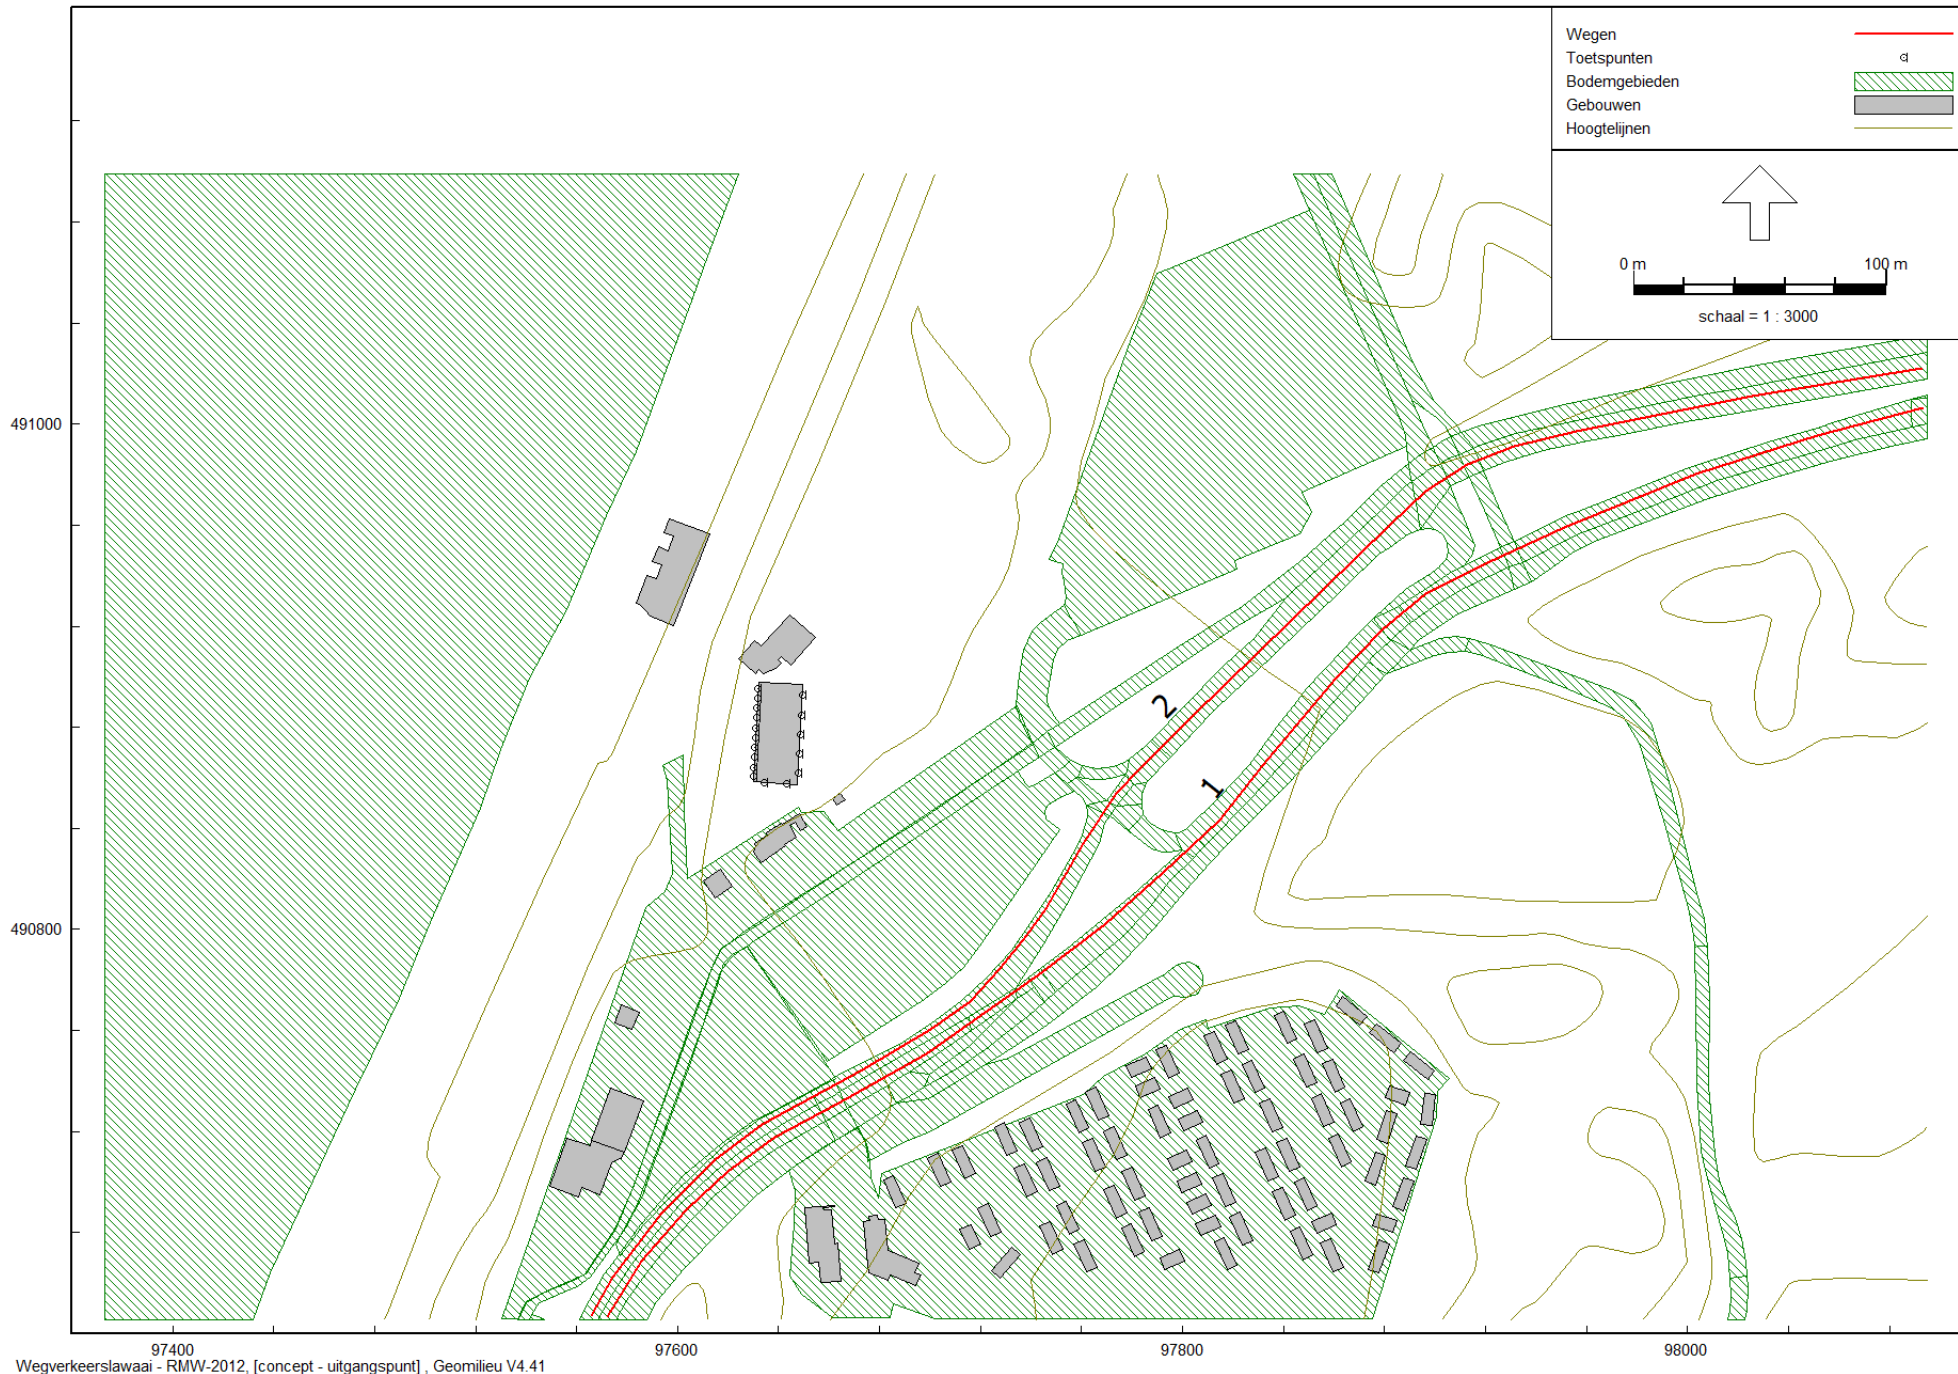 Wegen
Toetspunten
Bodemgebieden
Gebouwen
Hoogtelijnen
0 m 100 m
schaal = 1 : 3000
491000
490800
2
1
97400 97600 97800 98000
Wegverkeerslawaai - RMW-2012, [concept - uitgangspunt] , Geomilieu V4.41